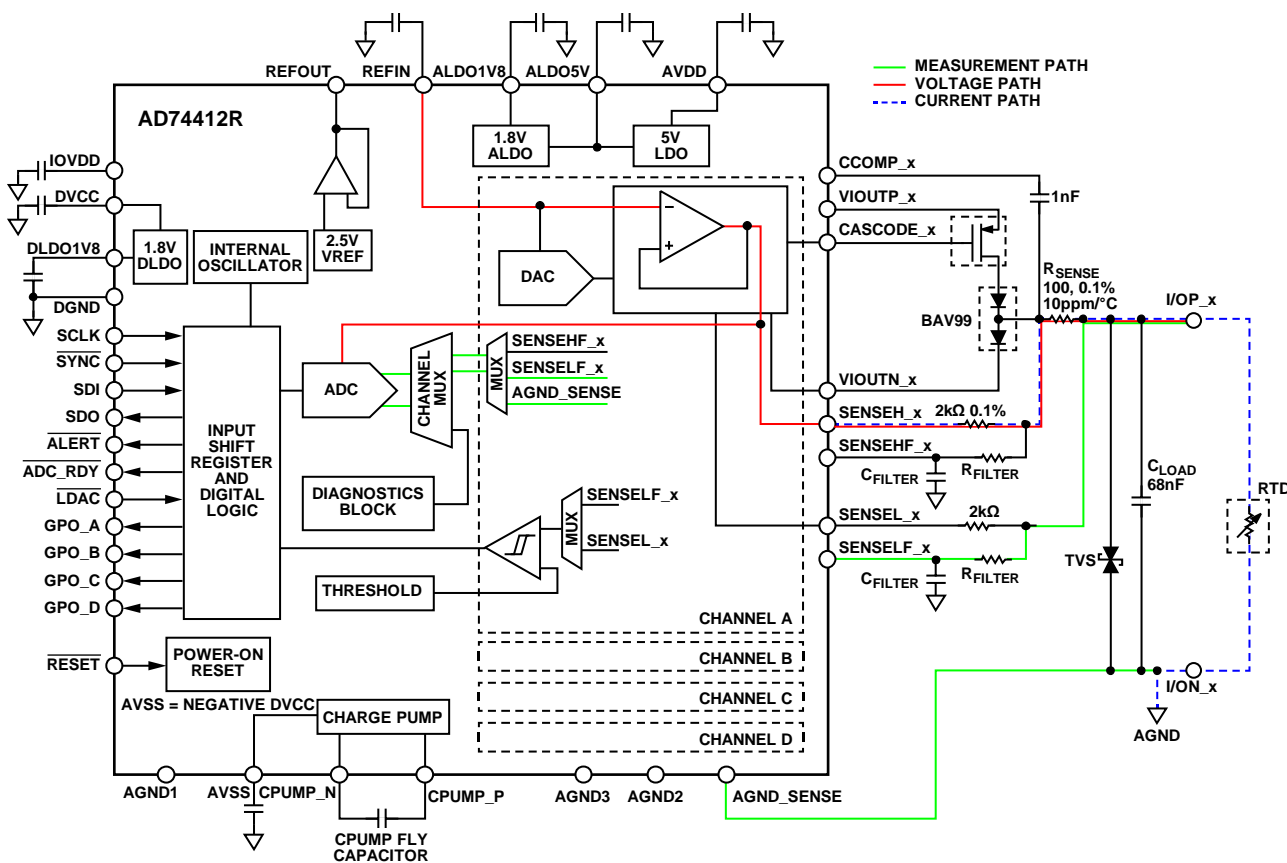 REFOUT
REFIN
ALDO1V8
ALDO5V
AVDD
MEASUREMENT PATH
VOLTAGE PATH
CURRENT PATH
AD74412R
IOVDD
DVCC
DLDO1V8
DGND
SCLK
SYNC
SDI
SDO
ALERT
ADC_RDY
LDAC
GPO_A
GPO_B
GPO_C
GPO_D
RESET
1.8V
DLDO
INTERNAL
OSCILLATOR
2.5V
VREF
1.8V
ALDO
5V
LDO
DAC
−
+
INPUT
SHIFT
REGISTER
AND
DIGITAL
LOGIC
ADC
CHANNEL
MUX
MUX
SENSEHF_x
SENSELF_x
AGND_SENSE
DIAGNOSTICS
BLOCK
THRESHOLD
MUX
SENSELF_x
SENSEL_x
CHANNEL A
CHANNEL B
CHANNEL C
CHANNEL D
POWER-ON
RESET
AVSS = NEGATIVE DVCC
CHARGE PUMP
CCOMP_x
VIOUTP_x
CASCODE_x
VIOUTN_x
SENSEH_x
SENSEHF_x
SENSEL_x
SENSELF_x
1nF
RSENSE
100, 0.1%
10ppm/°C
I/OP_x
BAV99
2kΩ 0.1%
CFILTER
RFILTER
2kΩ
CFILTER
RFILTER
CLOAD
68nF
RTD
TVS
I/ON_x
AGND
AGND1
AVSS
CPUMP_N
CPUMP_P
AGND3
AGND2
AGND_SENSE
CPUMP FLY
CAPACITOR